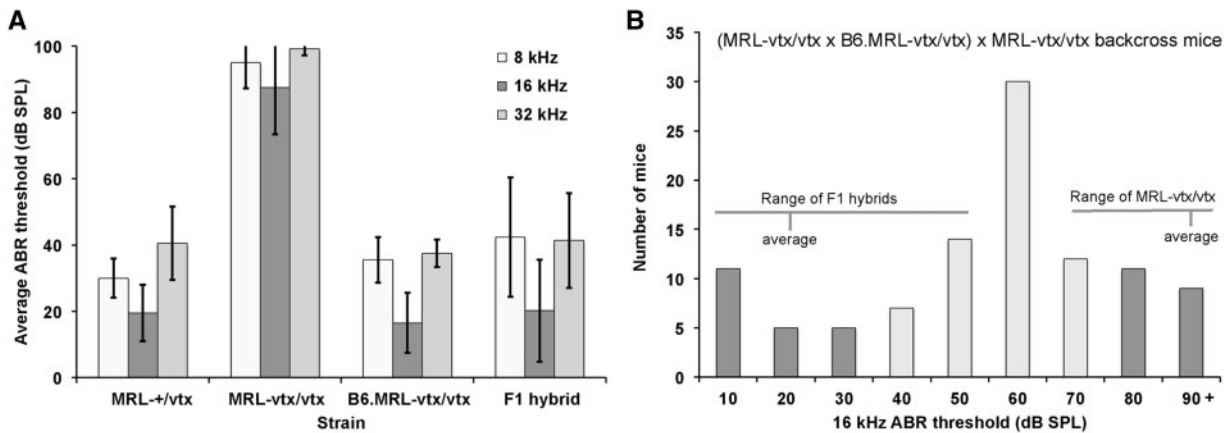 A
Average ABR threshold (dB SPL)
100
80
60
40
20
0
8 kHz
16 kHz
32 kHz
MRL-+/vtx
MRL-vtx/vtx
B6.MRL-vtx/vtx
F1 hybrid
Strain
B
(MRL-vtx/vtx x B6.MRL-vtx/vtx) x MRL-vtx/vtx backcross mice
Number of mice
35
30
25
20
15
10
5
0
Range of F1 hybrids
average
Range of MRL-vtx/vtx
average
10 20 30 40 50 60 70 80 90 +
16 kHz ABR threshold (dB SPL)